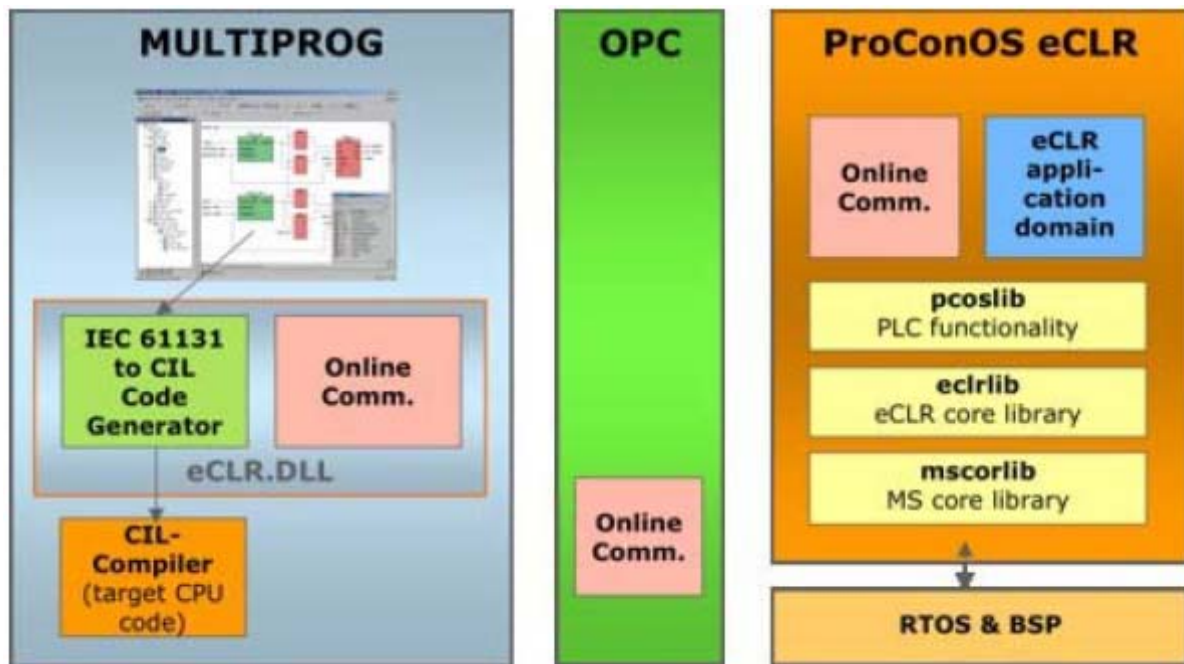 MULTIPROG
IEC 61131
to CIL
Code
Generator
Online
Comm.
eCLR.DLL
CIL-
Compiler
(target CPU
code)
OPC
Online
Comm.
ProConOS eCLR
Online
Comm.
eCLR
appli-
cation
domain
pcoslib
PLC functionality
eclrlib
eCLR core library
mscorlib
MS core library
RTOS & BSP